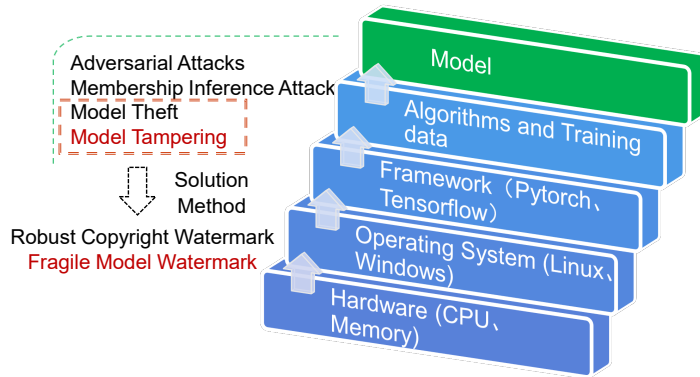 Adversarial Attacks
Membership Inference Attack
Model Theft
Model Tampering
Solution
Method
Robust Copyright Watermark
Fragile Model Watermark
Model
Algorithms and Training
data
Framework（Pytorch、
Tensorflow）
Operating System (Linux、
Windows)
Hardware (CPU、
Memory)